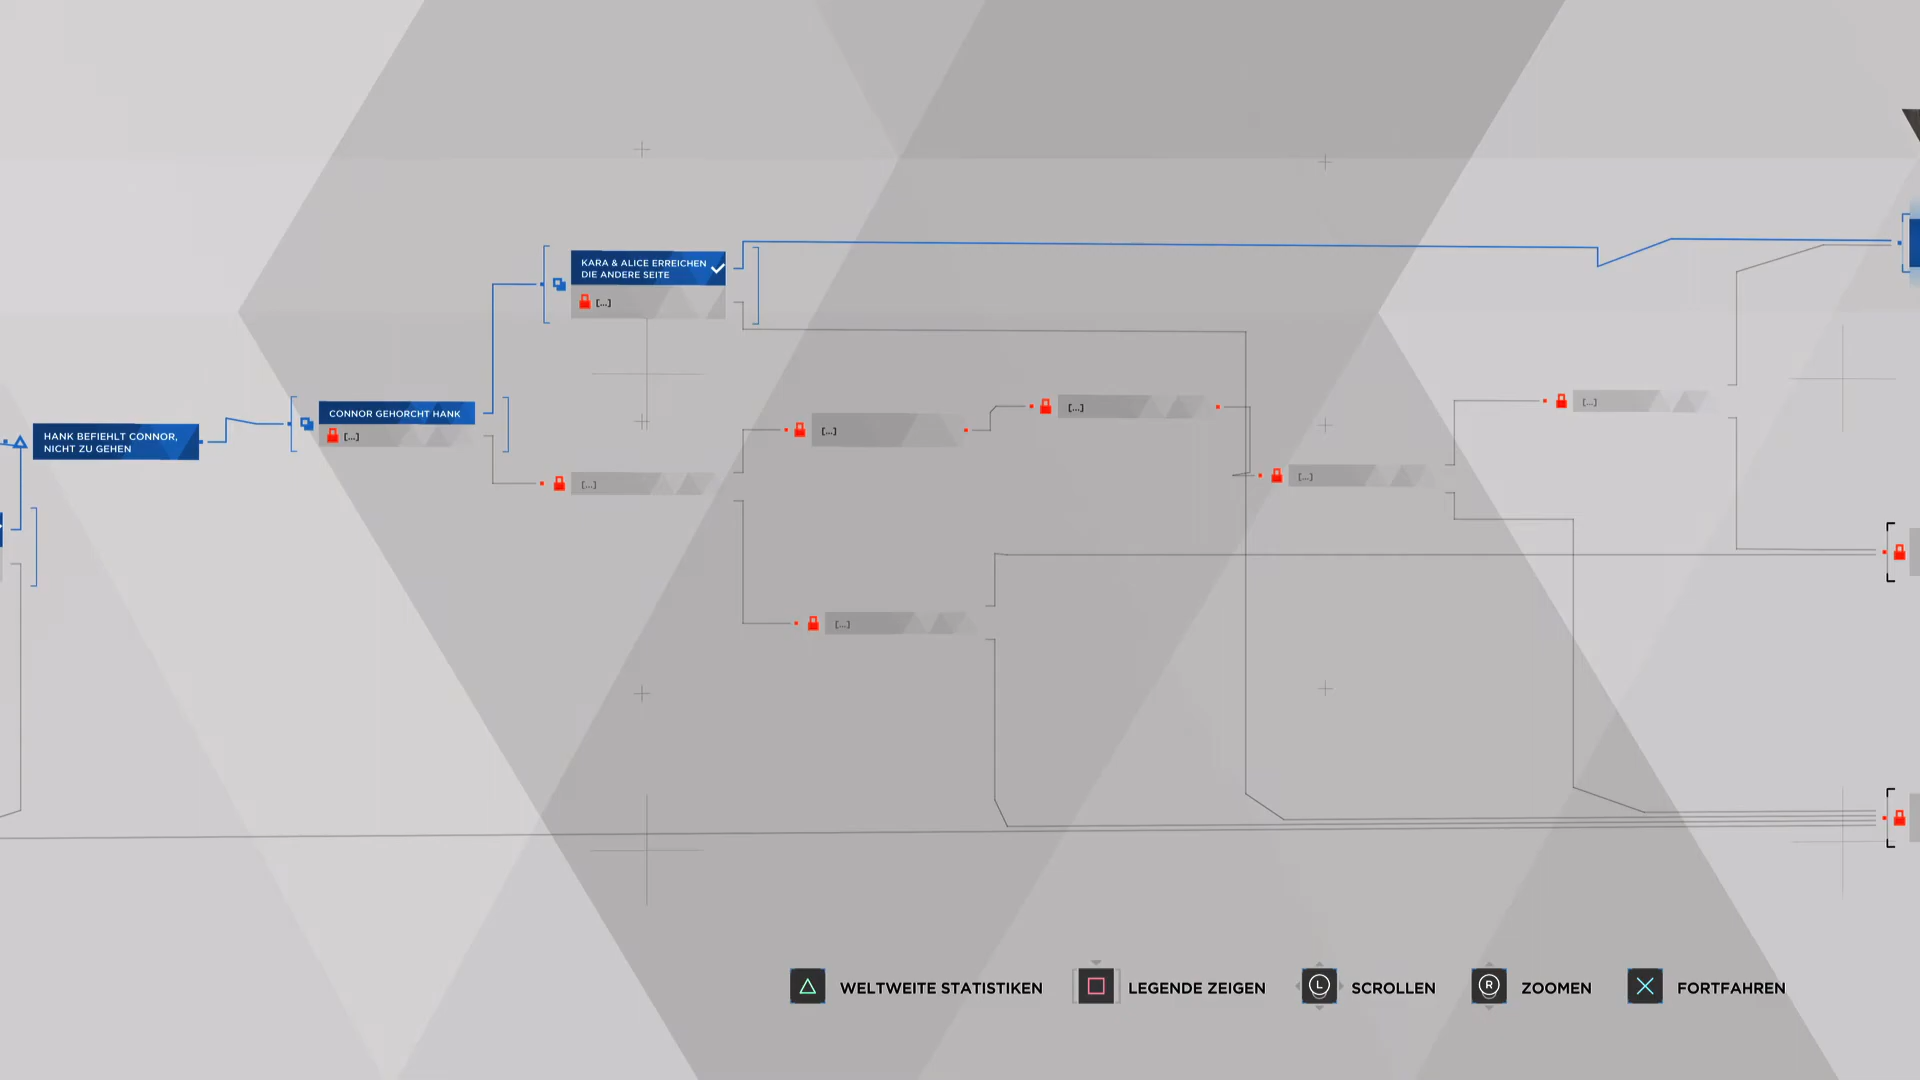 KARA & ALICE ERREICHEN
DIE ANDERE SEITE
[...]
CONNOR GEHORCHT HANK
[...]
HANK BEFIEHLT CONNOR,
NICHT ZU GEHEN
[...]
[...]
[...]
[...]
[...]
[...]
WELTWEITE STATISTIKEN
LEGENDE ZEIGEN
L
SCROLLEN
R
ZOOMEN
FORTFAHREN